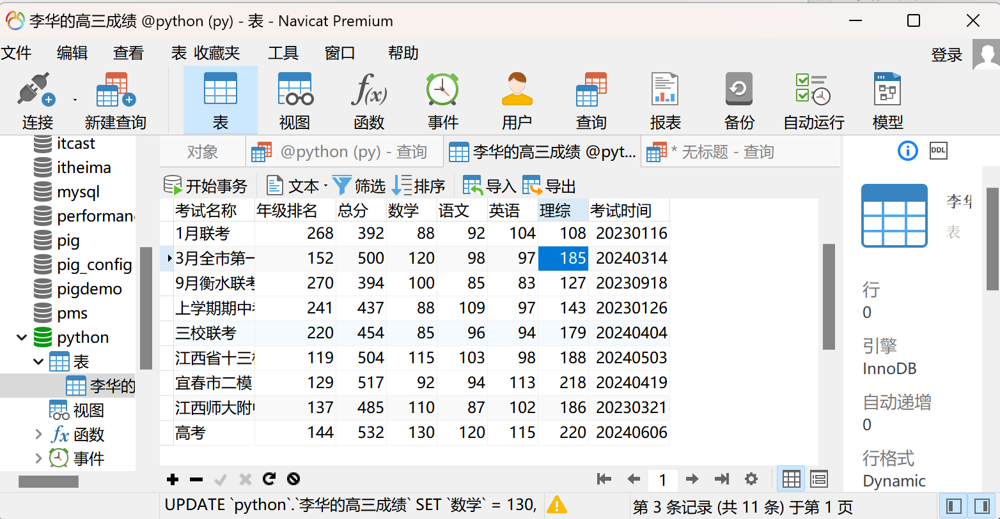 李华的高三成绩 @python (py) - 表 - Navicat Premium
文件 编辑 查看 表 收藏夹 工具 窗口 帮助 登录
连接 新建查询 表 视图 函数 事件 用户 查询 报表 备份 自动运行 模型
itcast
itheima
mysql
performan
pig
pig_config
pigdemo
pms
python
表
李华的
视图
函数
事件
对象 @python (py) - 查询 李华的高三成绩 @pyt... * 无标题 - 查询
开始事务 文本 筛选 排序 导入 导出
考试名称 年级排名 总分 数学 语文 英语 理综 考试时间
1月联考 268 392 88 92 104 108 20230116
3月全市第一 152 500 120 98 97 185 20240314
9月衡水联考 270 394 100 85 83 127 20230918
上学期期中考 241 437 88 109 97 143 20230126
三校联考 220 454 85 96 94 179 20240404
江西省十三校 119 504 115 103 98 188 20240503
宜春市二模 129 517 92 94 113 218 20240419
江西师大附中 137 485 110 87 102 186 20230321
高考 144 532 130 120 115 220 20240606
1
UPDATE `python`.`李华的高三成绩` SET `数学` = 130,
第 3 条记录 (共 11 条) 于第 1 页
DDL
李华
表
行
0
引擎
InnoDB
自动递增
0
行格式
Dynamic